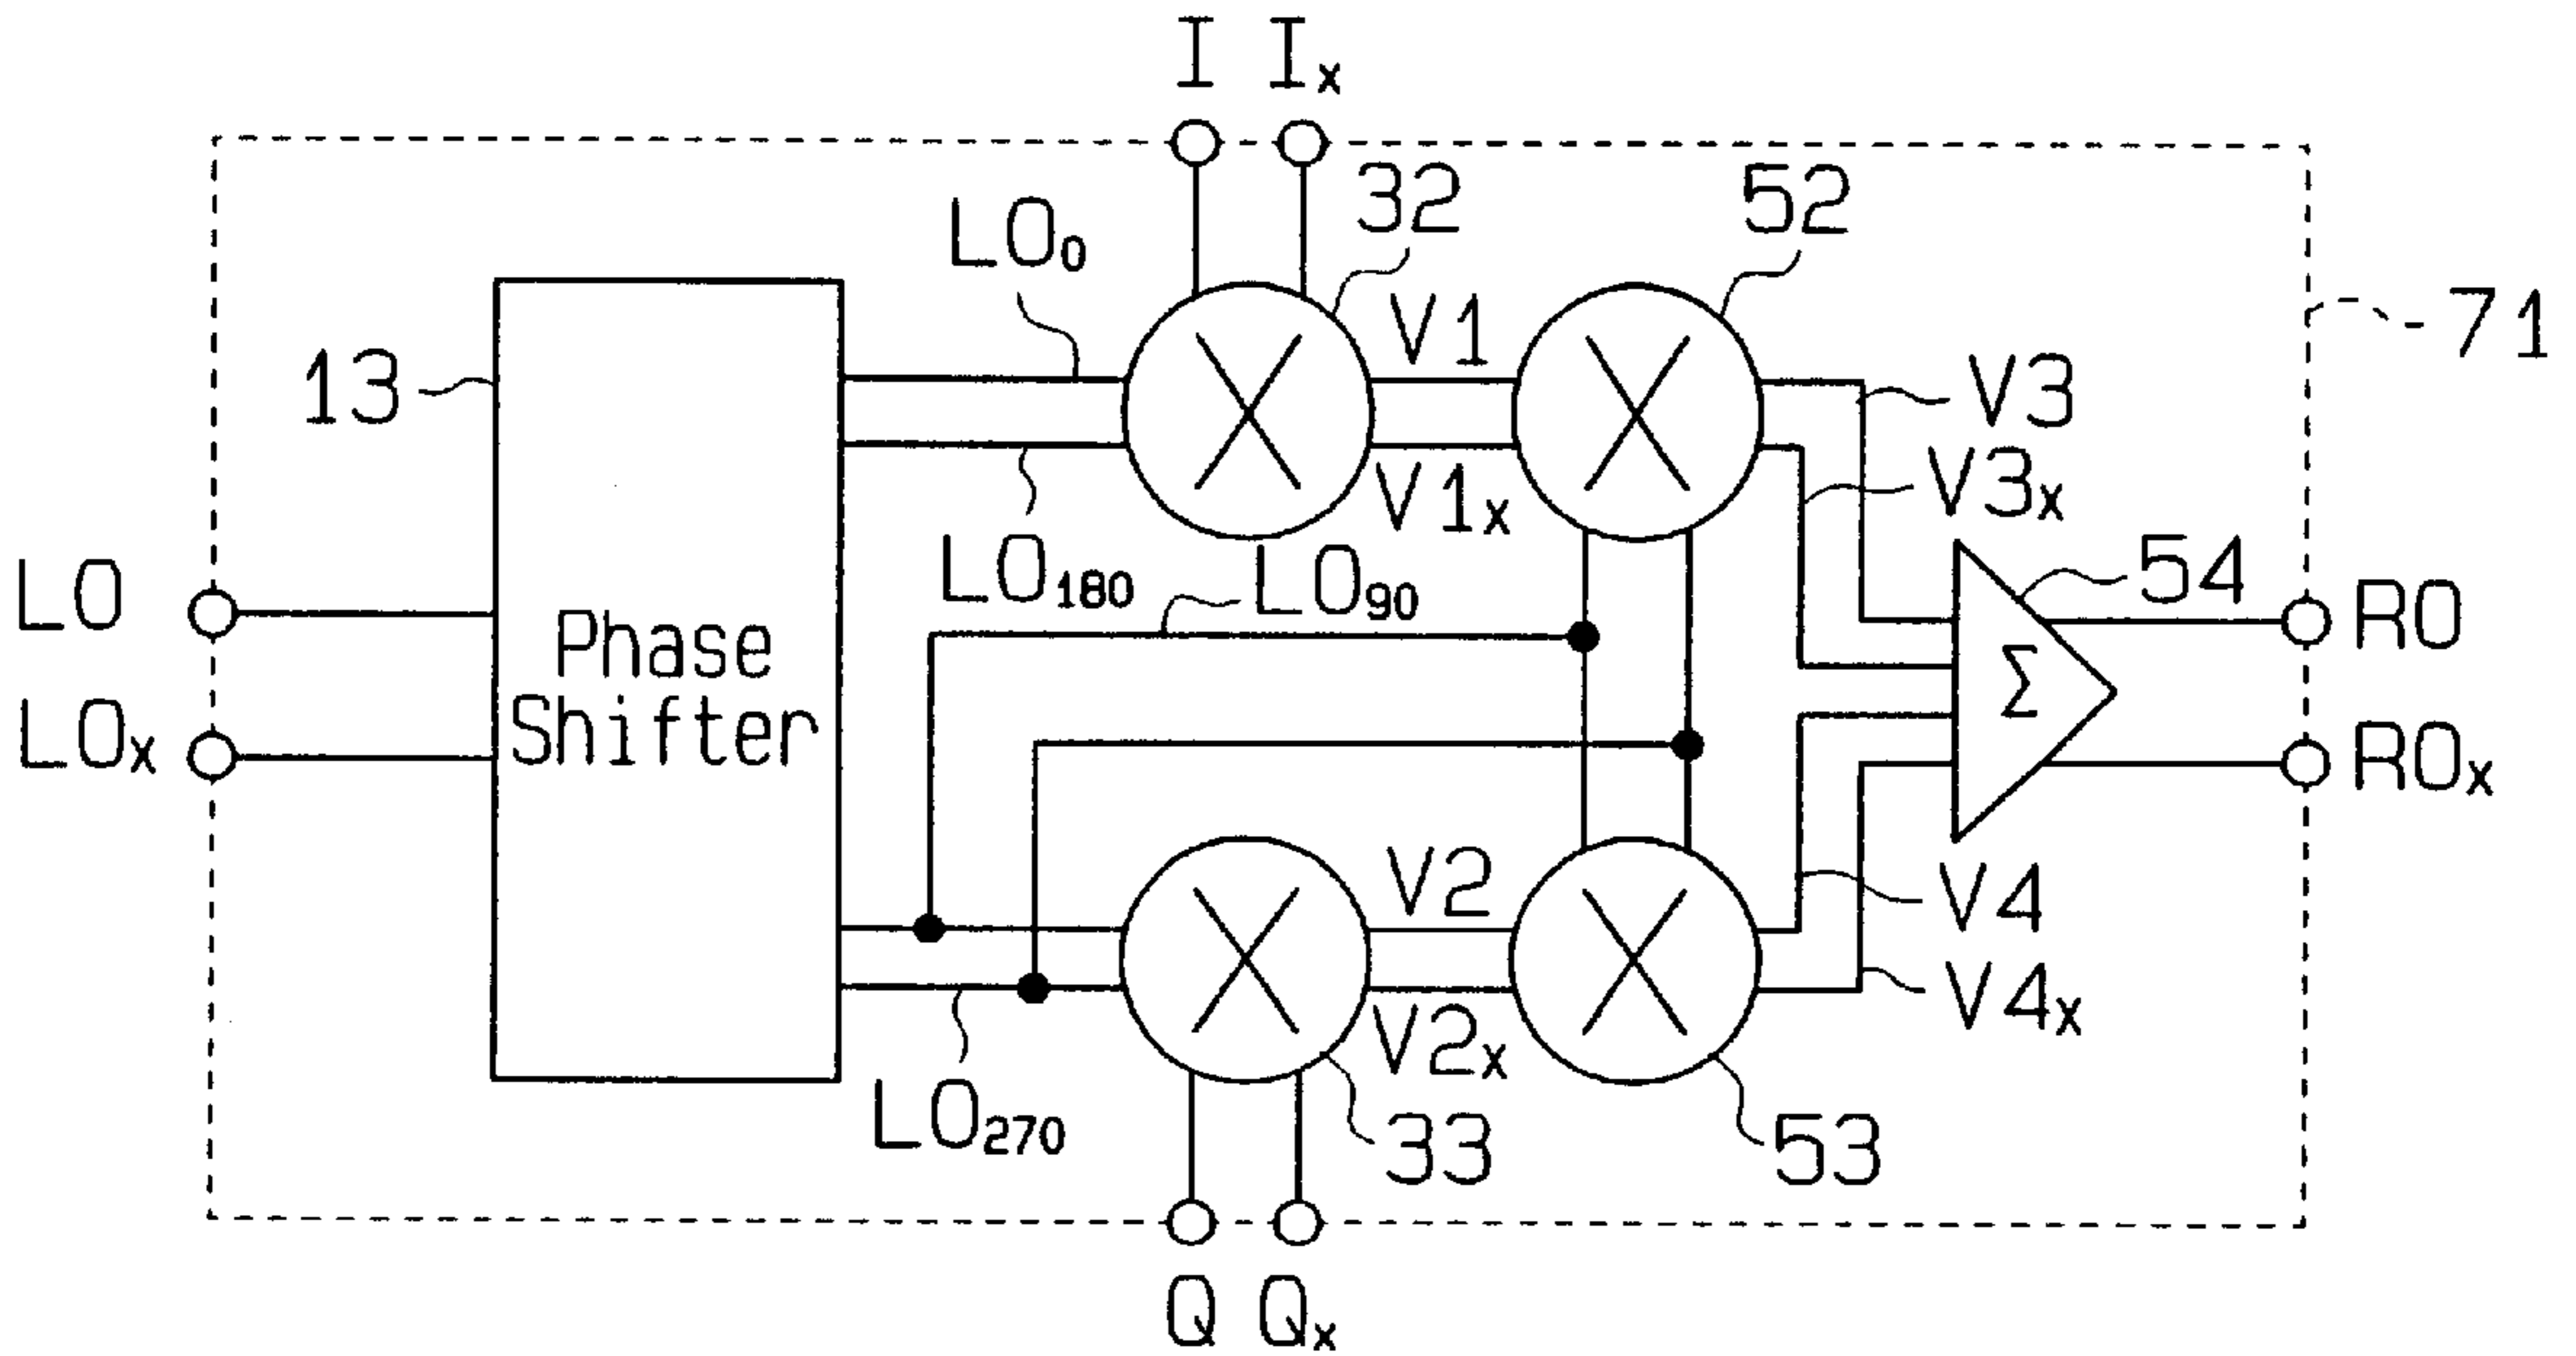 I Ix
32
52
LO0
71
13
V1
V3
V1x
V3x
LO
LO180
LO90
54
RO
Phase
Shifter
Σ
LOx
ROx
V2
V4
V2x
V4x
LO270
33
53
Q Qx